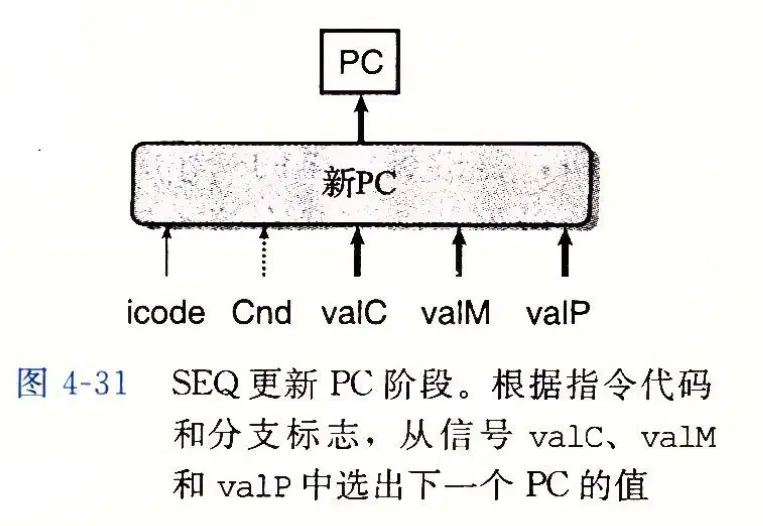 PC
新PC
icode Cnd valC valM valP
图 4-31 SEQ 更新 PC 阶段。根据指令代码
和分支标志，从信号 valC、valM
和 valP 中选出下一个 PC 的值